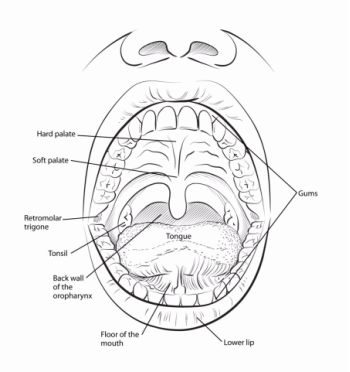 Hard palate
Soft palate
Gums
Retromolar
trigone
Tongue
Tonsil
Back wall
of the
oropharynx
Floor of the
mouth
Lower lip